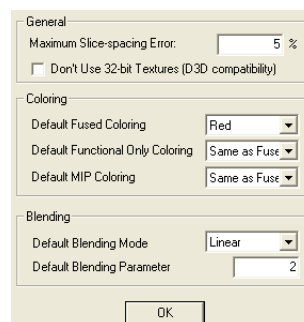 General
Maximum Slice-spacing Error: 5 %
Don't Use 32-bit Textures (D3D compatibility)
Coloring
Default Fused Coloring Red
Default Functional Only Coloring Same as Fuse
Default MIP Coloring Same as Fuse
Blending
Default Blending Mode Linear
Default Blending Parameter 2
OK